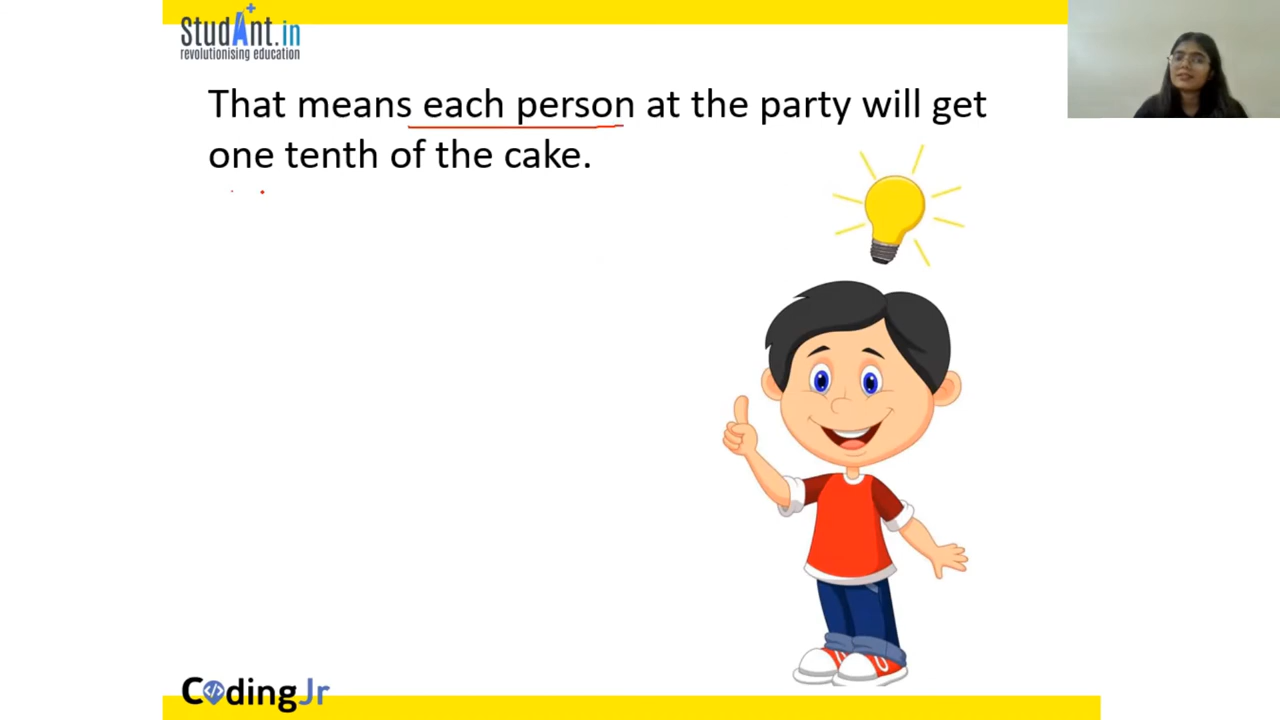 StudAnt.in
revolutionising education
That means each person at the party will get
one tenth of the cake.
CodingJr